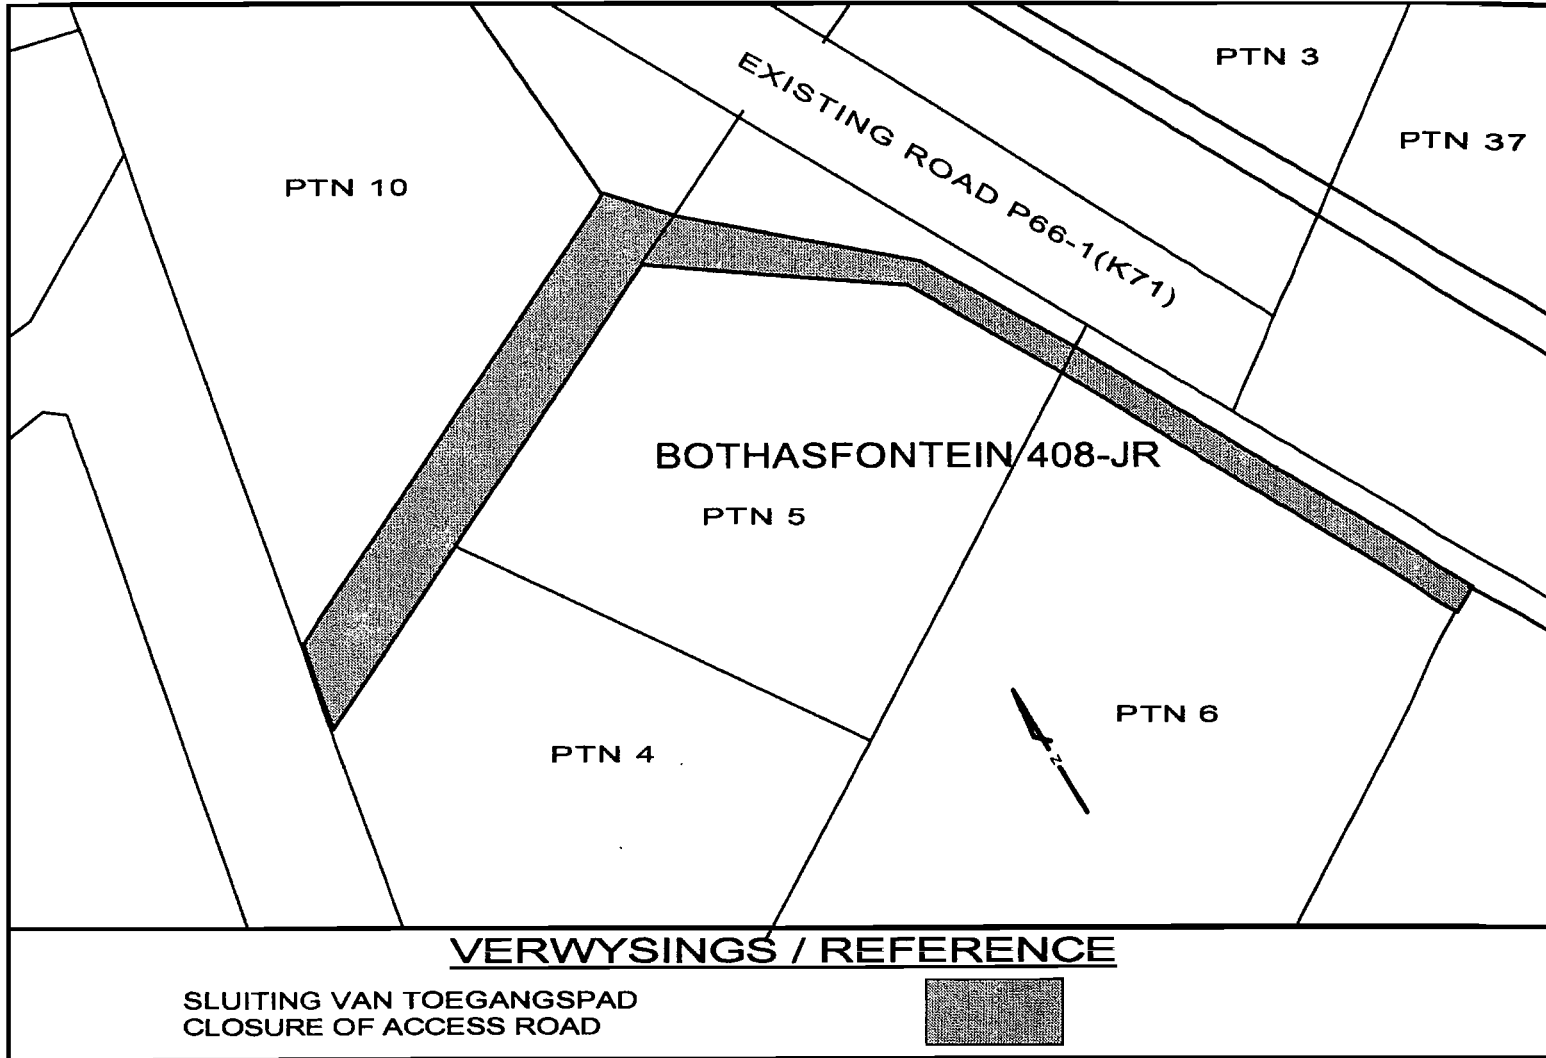 PTN 3
EXISTING ROAD P66-1(K71)
PTN 37
PTN 10
BOTHASFONTEIN 408-JR
PTN 5
PTN 6
PTN 4
N
VERWYSINGS / REFERENCE
SLUITING VAN TOEGANGSPAD
CLOSURE OF ACCESS ROAD